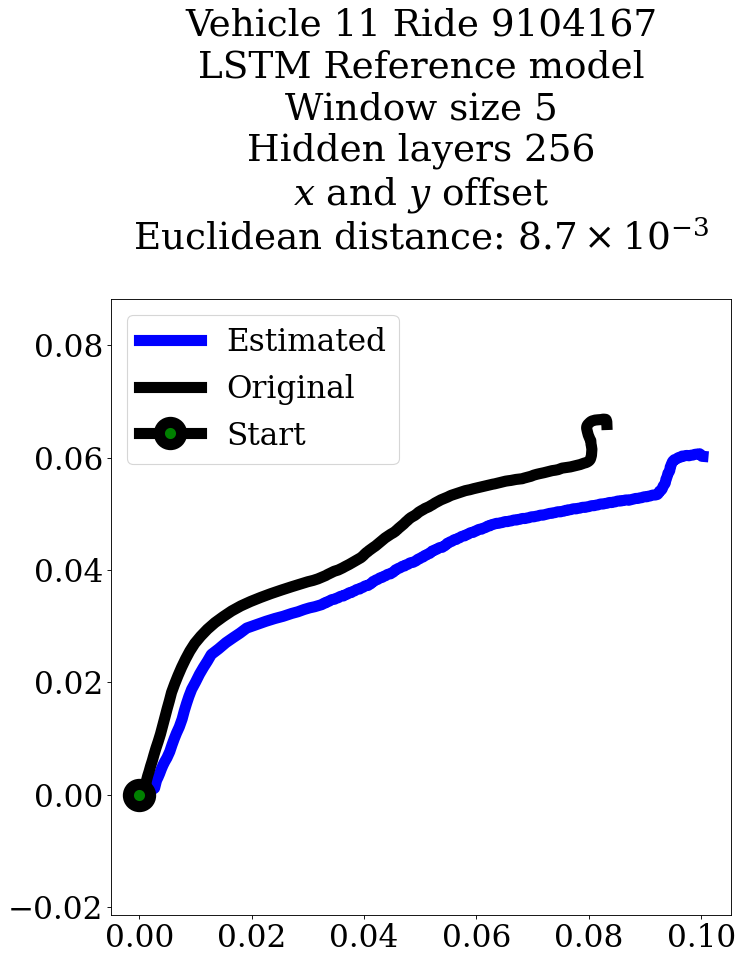 Vehicle 11 Ride 9104167
LSTM Reference model
Window size 5
Hidden layers 256
x and y offset
Euclidean distance: 8.7 × 10⁻³
Estimated
Original
Start
0.08
0.06
0.04
0.02
0.00
−0.02
0.00 0.02 0.04 0.06 0.08 0.10